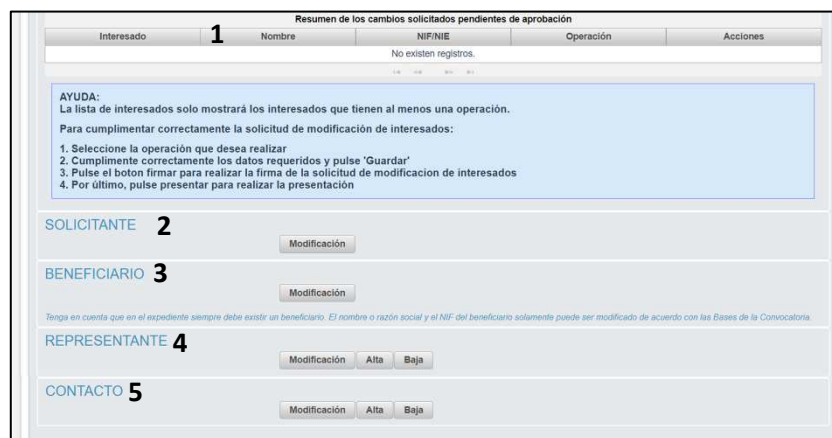 Resumen de los cambios solicitados pendientes de aprobación
Interesado 1 Nombre NIF/NIE Operación Acciones
No existen registros.
AYUDA:
La lista de interesados solo mostrará los interesados que tienen al menos una operación.
Para cumplimentar correctamente la solicitud de modificación de interesados:
1. Seleccione la operación que desea realizar
2. Cumplimente correctamente los datos requeridos y pulse 'Guardar'
3. Pulse el boton firmar para realizar la firma de la solicitud de modificacion de interesados
4. Por último, pulse presentar para realizar la presentación
SOLICITANTE 2
Modificación
BENEFICIARIO 3
Modificación
Tenga en cuenta que en el expediente siempre debe existir un beneficiario. El nombre o razón social y el NIF del beneficiario solamente puede ser modificado de acuerdo con las Bases de la Convocatoria
REPRESENTANTE 4
Modificación Alta Baja
CONTACTO 5
Modificación Alta Baja